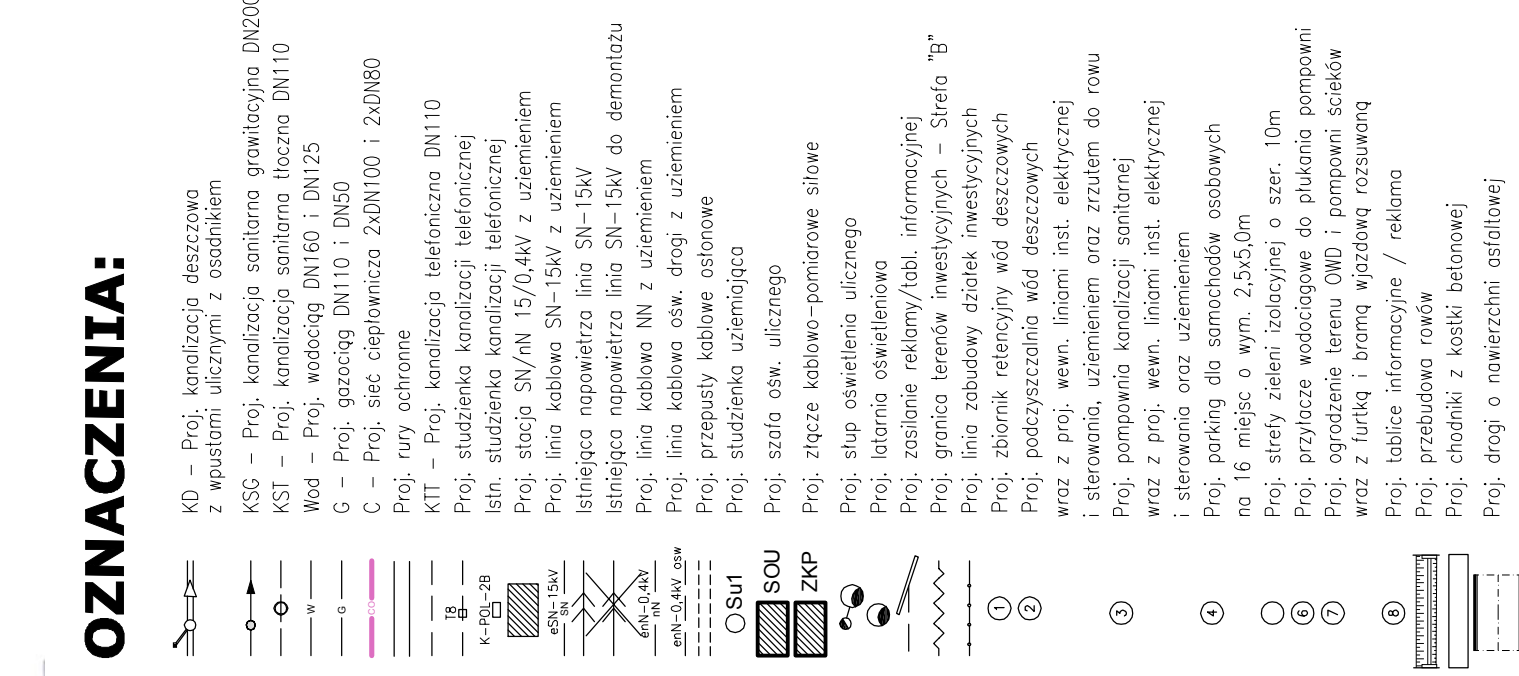 OZNACZENIA:
KD – Proj. kanalizacja deszczowa
z wpustami ulicznymi z osadnikiem
KSG – Proj. kanalizacja sanitarna grawitacyjna DN200
KST – Proj. kanalizacja sanitarna tłoczna DN110
W Wod – Proj. wodociąg DN160 i DN125
G G – Proj. gazociąg DN110 i DN50
CO C – Proj. sieć ciepłownicza 2xDN100 i 2xDN80
Proj. rury ochronne
KTT – Proj. kanalizacja telefoniczna DN110
T8 Proj. studzienka kanalizacji telefonicznej
K-POL-2B Istn. studzienka kanalizacji telefonicznej
Proj. stacja SN/nN 15/0,4kV z uziemieniem
eSN-15kV SN Proj. linia kablowa SN-15kV z uziemieniem
Istniejąca napowietrza linia SN-15kV
Istniejąca napowietrza linia SN-15kV do demontażu
enN-0,4kV nN Proj. linia kablowa NN z uziemieniem
enN-0,4kV osw Proj. linia kablowa ośw. drogi z uziemieniem
Proj. przepusty kablowe osłonowe
Su1 Proj. studzienka uziemiająca
SOU Proj. szafa ośw. ulicznego
ZKP Proj. złącze kablowo-pomiarowe siłowe
Proj. słup oświetlenia ulicznego
Proj. latarnia oświetleniowa
Proj. zasilanie reklamy/tabl. informacyjnej
Proj. granica terenów inwestycyjnych – Strefa "B"
Proj. linia zabudowy działek inwestycyjnych
1 Proj. zbiornik retencyjny wód deszczowych
2 Proj. podczyszczalnia wód deszczowych
wraz z proj. wewn. liniami inst. elektrycznej
i sterowania, uziemieniem oraz zrzutem do rowu
3 Proj. pompownia kanalizacji sanitarnej
wraz z proj. wewn. liniami inst. elektrycznej
i sterowania oraz uziemieniem
4 Proj. parking dla samochodów osobowych
na 16 miejsc o wym. 2,5x5,0m
Proj. strefy zieleni izolacyjnej o szer. 10m
6 Proj. przyłacze wodociagowe do płukania pompowni
7 Proj. ogrodzenie terenu OWD i pompowni ścieków
wraz z furtką i bramą wjazdową rozsuwaną
8 Proj. tablice informacyjne / reklama
Proj. przebudowa rowów
Proj. chodniki z kostki betonowej
Proj. drogi o nawierzchni asfaltowej